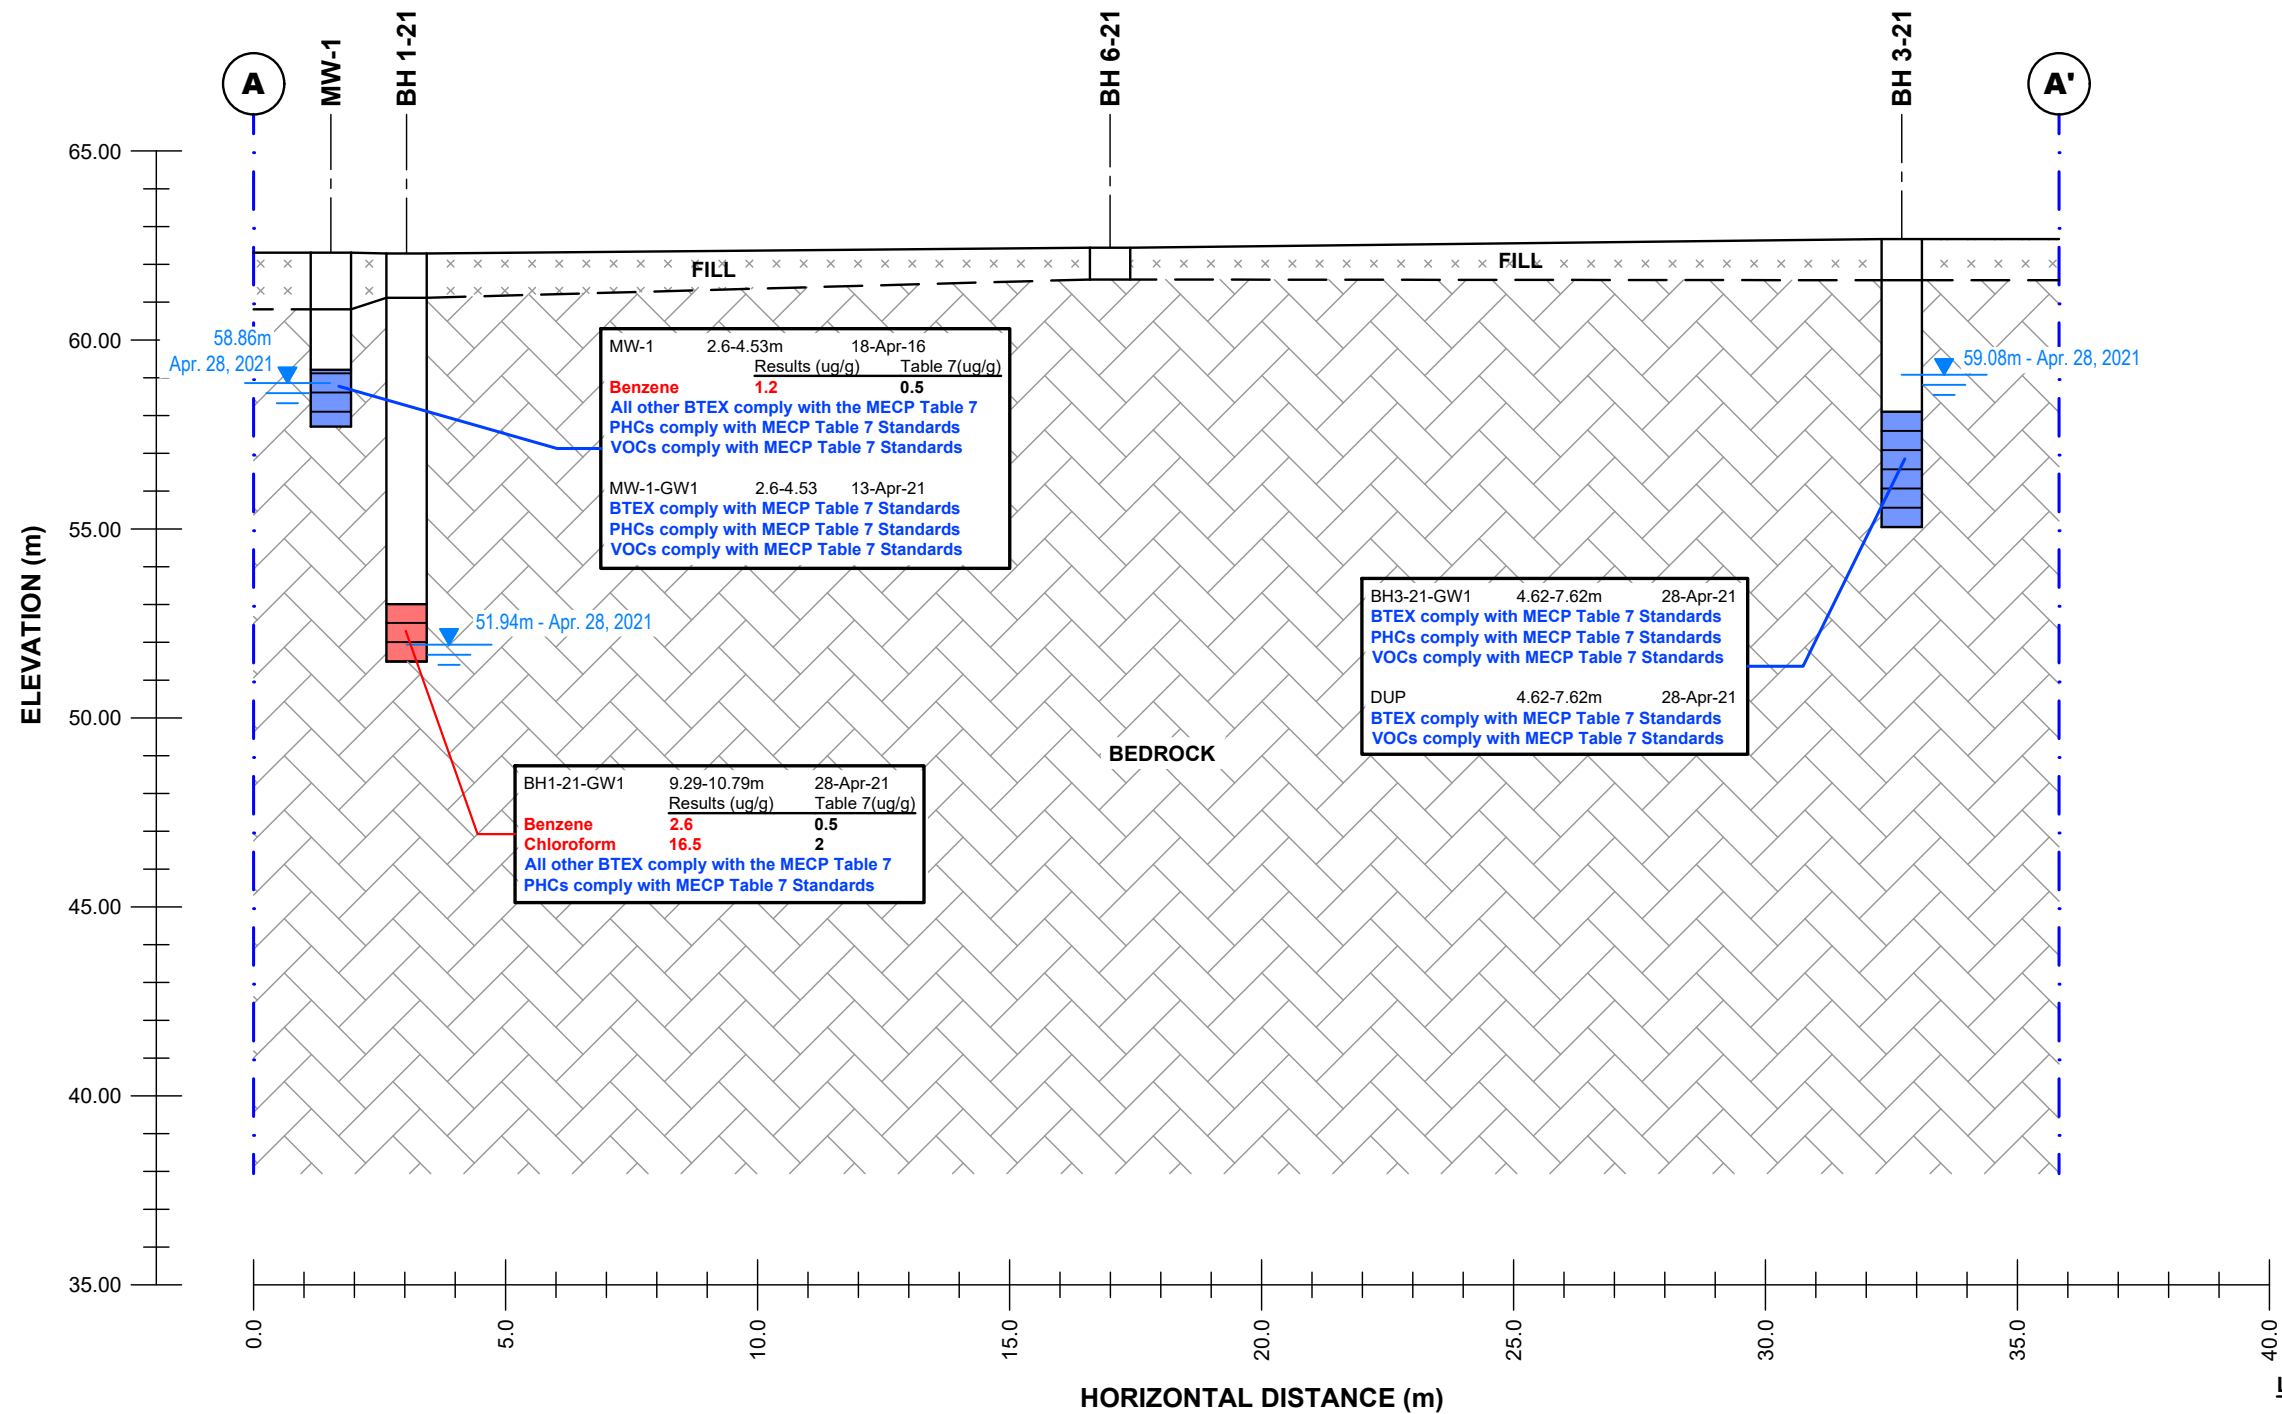 A
MW-1
BH 1-21
BH 6-21
BH 3-21
A'
65.00
60.00
55.00
50.00
45.00
40.00
35.00
ELEVATION (m)
FILL
FILL
58.86m
Apr. 28, 2021
59.08m - Apr. 28, 2021
51.94m - Apr. 28, 2021
MW-1 2.6-4.53m 18-Apr-16
Results (ug/g) Table 7(ug/g)
Benzene 1.2 0.5
All other BTEX comply with the MECP Table 7
PHCs comply with MECP Table 7 Standards
VOCs comply with MECP Table 7 Standards
MW-1-GW1 2.6-4.53 13-Apr-21
BTEX comply with MECP Table 7 Standards
PHCs comply with MECP Table 7 Standards
VOCs comply with MECP Table 7 Standards
BH3-21-GW1 4.62-7.62m 28-Apr-21
BTEX comply with MECP Table 7 Standards
PHCs comply with MECP Table 7 Standards
VOCs comply with MECP Table 7 Standards
DUP 4.62-7.62m 28-Apr-21
BTEX comply with MECP Table 7 Standards
VOCs comply with MECP Table 7 Standards
BEDROCK
BH1-21-GW1 9.29-10.79m 28-Apr-21
Results (ug/g) Table 7(ug/g)
Benzene 2.6 0.5
Chloroform 16.5 2
All other BTEX comply with the MECP Table 7
PHCs comply with MECP Table 7 Standards
0.0
5.0
10.0
15.0
20.0
25.0
30.0
35.0
40.0
HORIZONTAL DISTANCE (m)